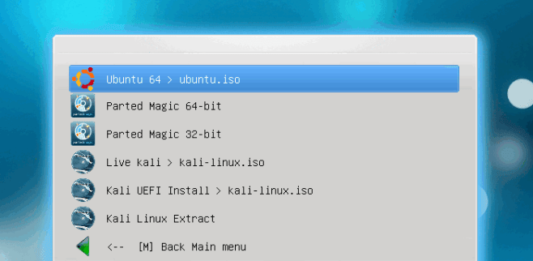 Ubuntu 64 > ubuntu.iso
Parted Magic 64-bit
Parted Magic 32-bit
Live kali > kali-linux.iso
Kali UEFI Install > kali-linux.iso
Kali Linux Extract
<-- [M] Back Main menu